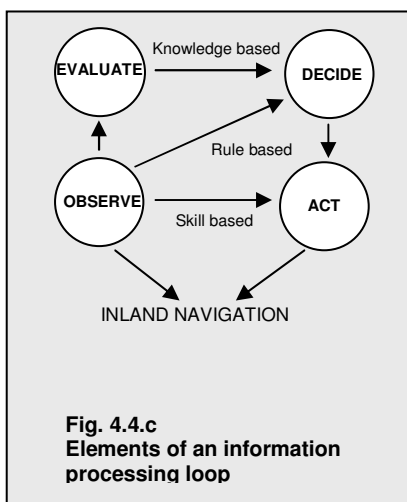 Knowledge based
EVALUATE
DECIDE
Rule based
OBSERVE
ACT
Skill based
INLAND NAVIGATION
Fig. 4.4.c
Elements of an information
processing loop